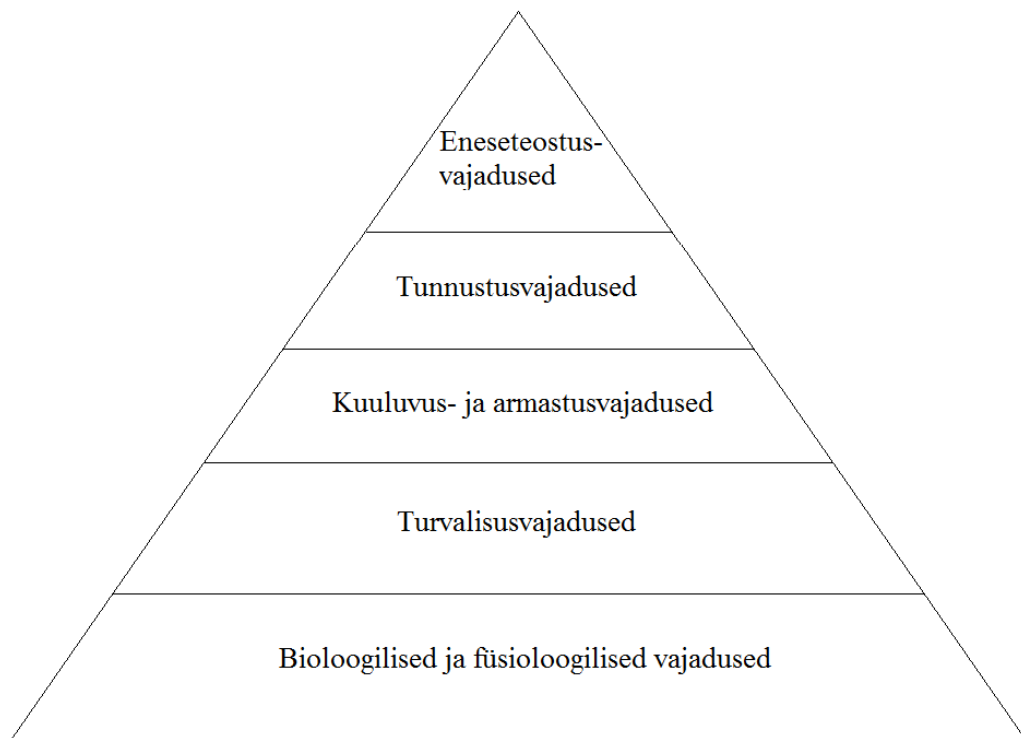 Eneseteostus-
vajadused
Tunnustusvajadused
Kuuluvus- ja armastusvajadused
Turvalisusvajadused
Bioloogilised ja füsioloogilised vajadused